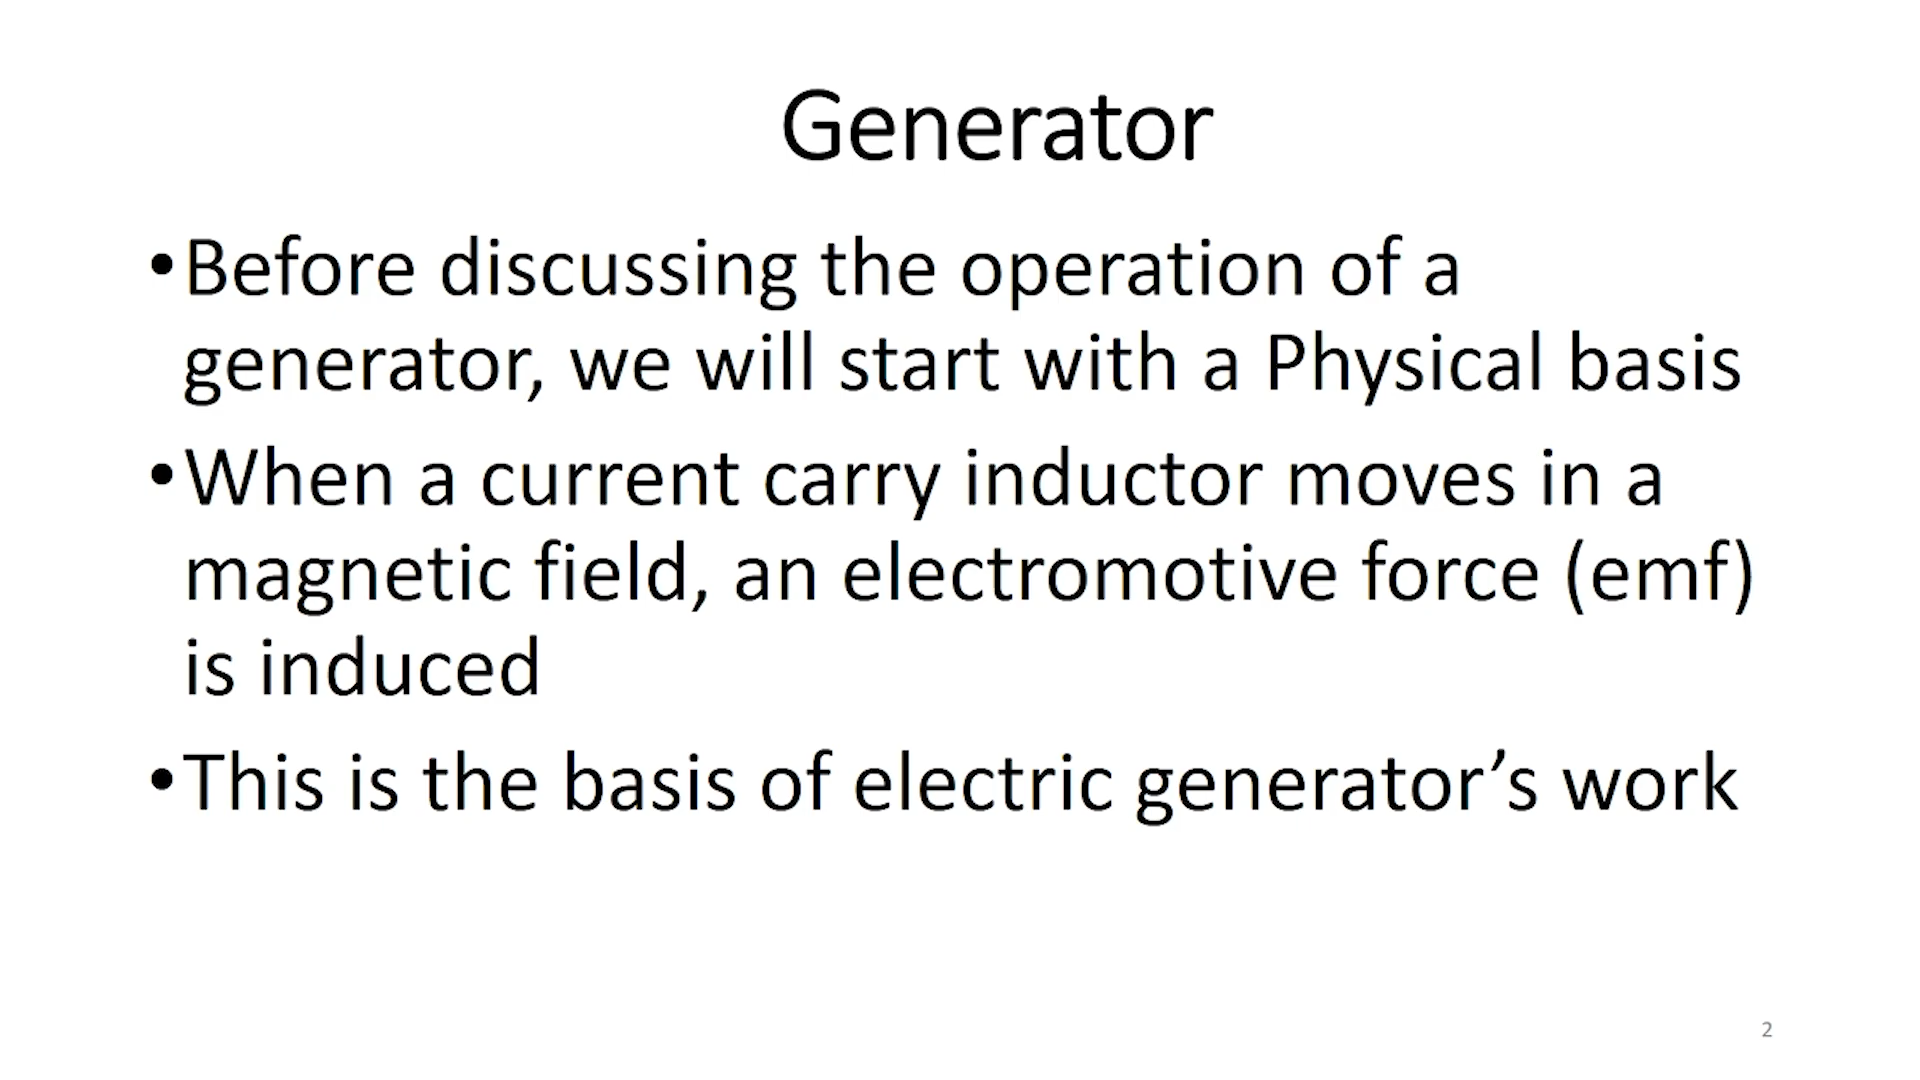 Generator
•Before discussing the operation of a
generator, we will start with a Physical basis
•When a current carry inductor moves in a
magnetic field, an electromotive force (emf)
is induced
•This is the basis of electric generator’s work
2